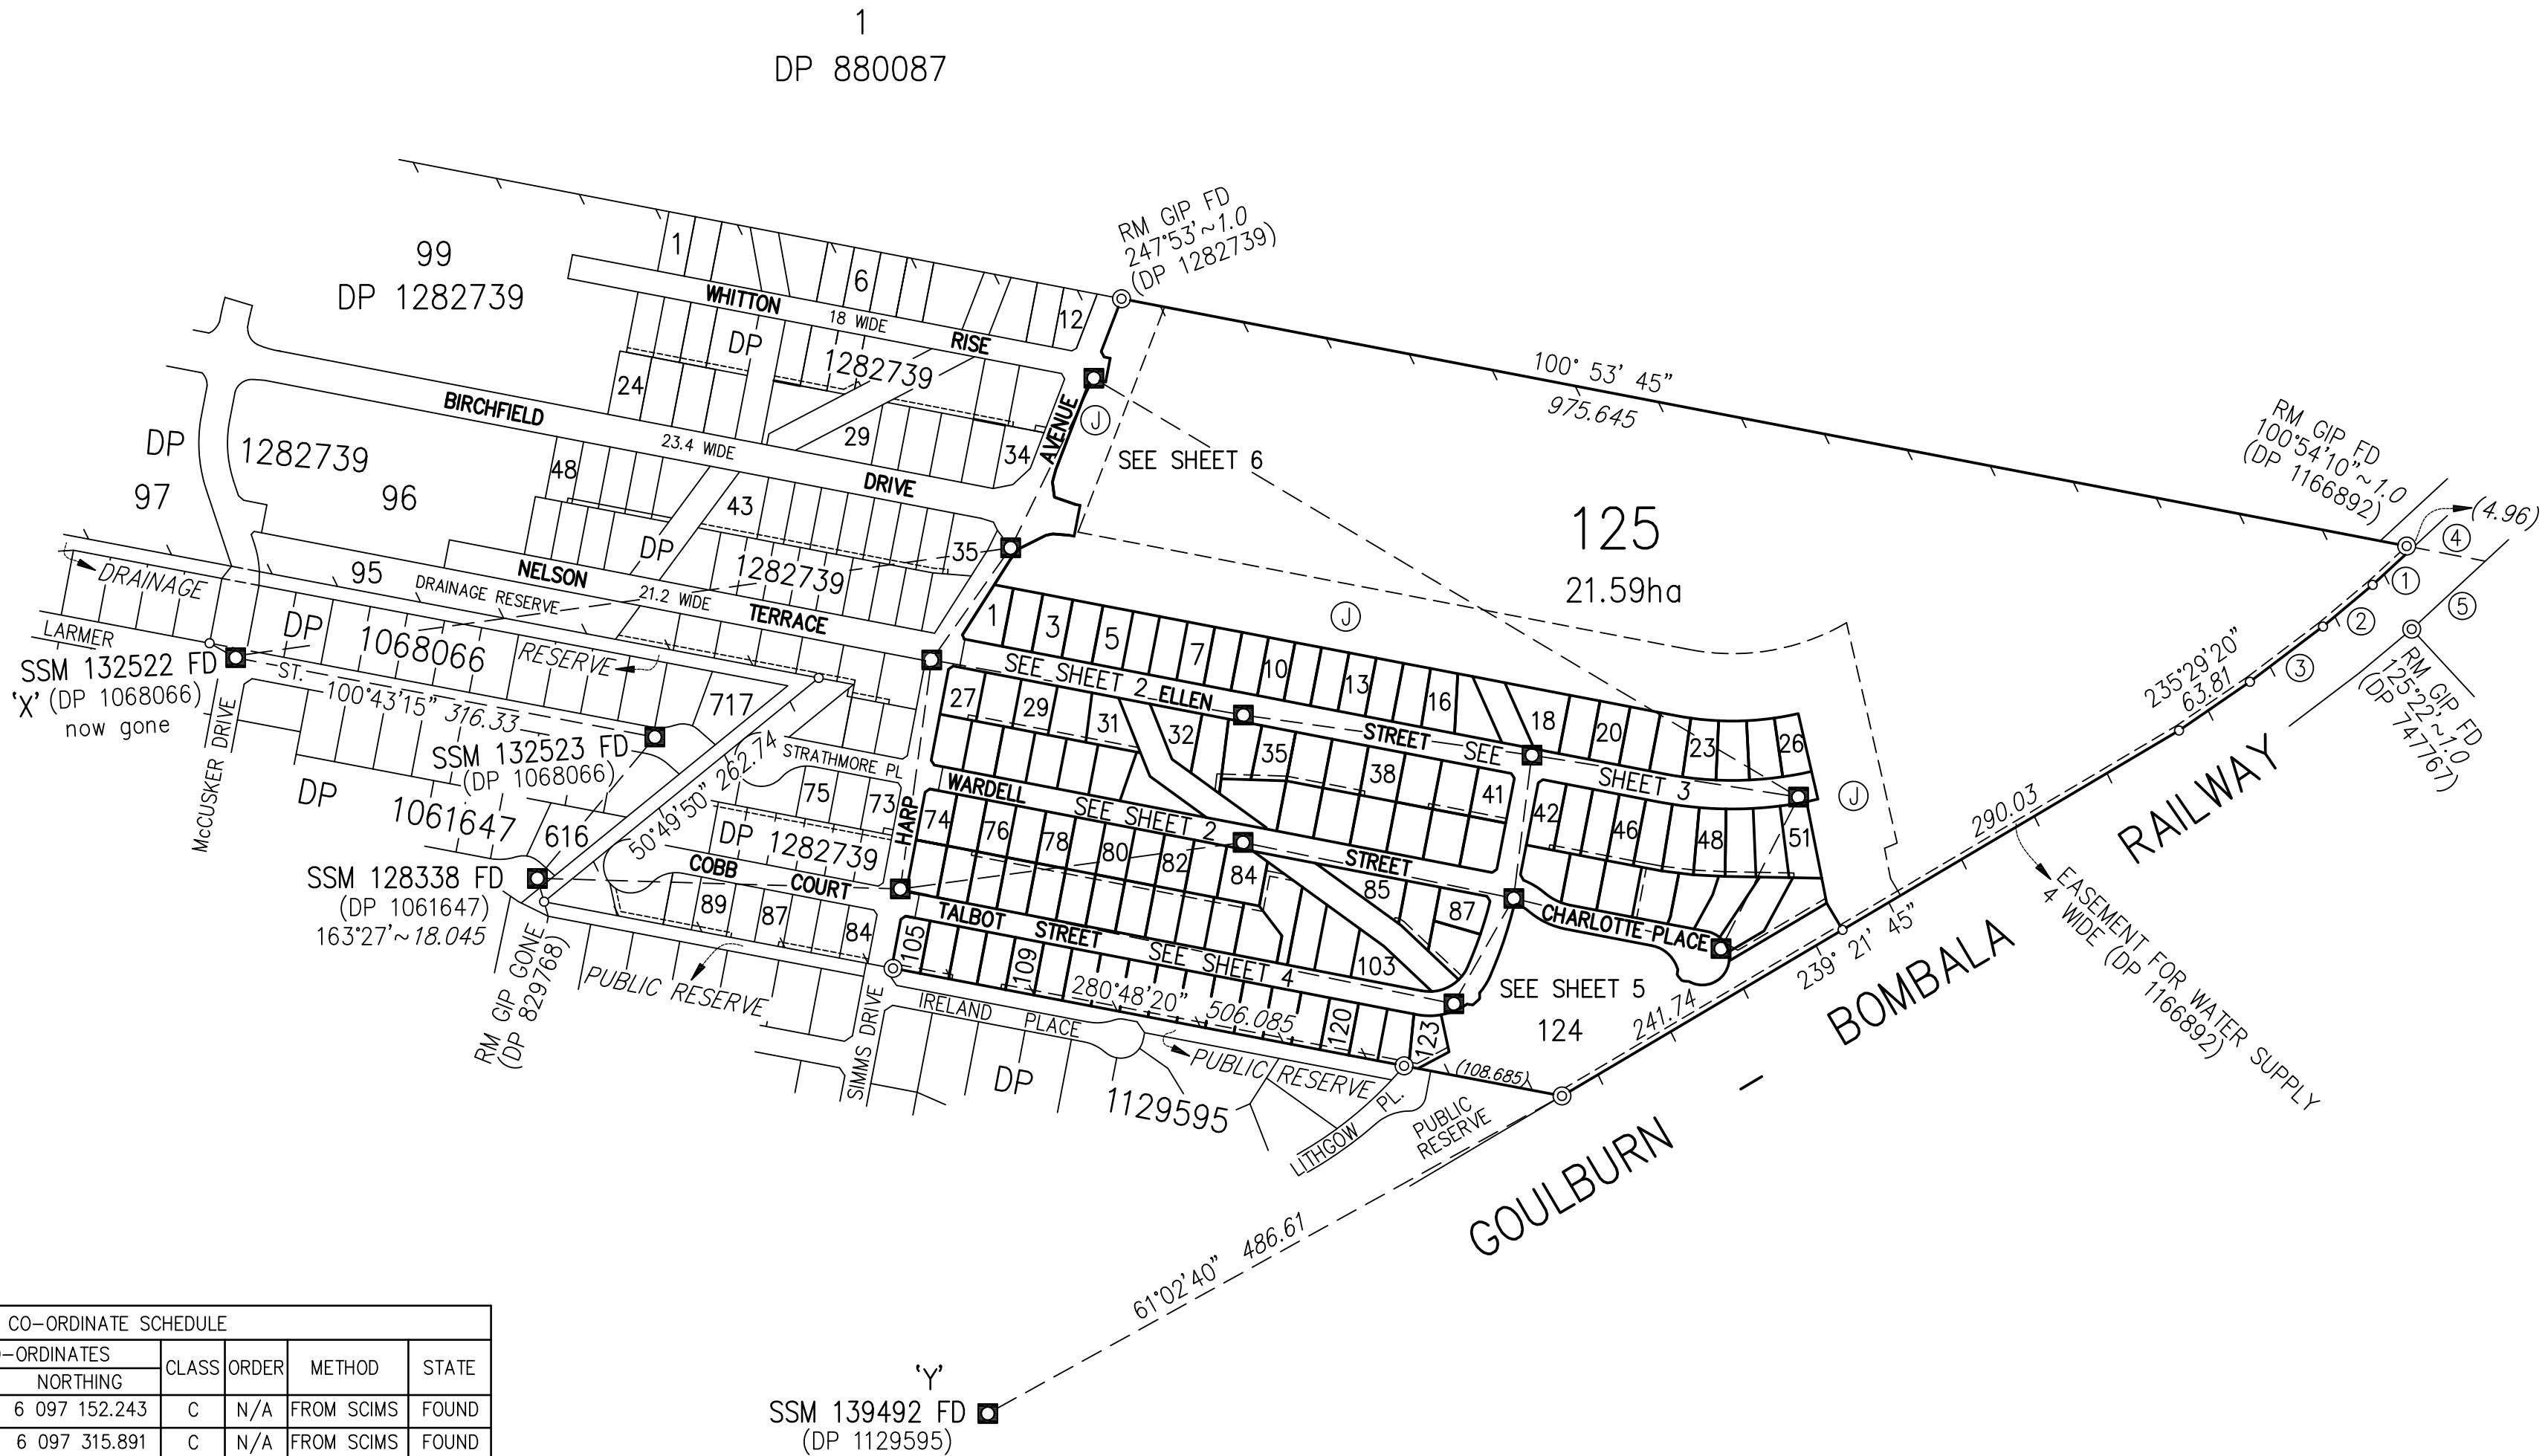 1
DP 880087
RM GIP FD
247°53'~1.0
(DP 1282739)
99
DP 1282739
1
6
12
WHITTON
18 WIDE
RISE
DP
1282739
24
29
34
AVENUE
J
SEE SHEET 6
100° 53' 45"
975.645
RM GIP FD
100°54'10"~1.0
(DP 1166892)
(4.96)
4
1
5
2
3
125
21.59ha
BIRCHFIELD
23.4 WIDE
DRIVE
DP
1282739
97
96
48
43
DP
1282739
35
95
DRAINAGE RESERVE
NELSON
21.2 WIDE
TERRACE
DRAINAGE
RESERVE
LARMER
ST.
DP
1068066
SSM 132522 FD
'X' (DP 1068066)
now gone
100°43'15" 316.33
McCUSKER DRIVE
SSM 132523 FD
(DP 1068066)
717
50°49'50" 262.74
DP
1061647
616
SSM 128338 FD
(DP 1061647)
163°27'~18.045
RM GIP GONE
(DP 829768)
STRATHMORE PL
75
73
DP 1282739
COBB
COURT
89
87
84
PUBLIC RESERVE
HARP
SIMMS DRIVE
1
3
5
7
10
13
16
18
20
23
26
J
J
SEE SHEET 2
ELLEN
STREET
SEE
SHEET 3
27
29
31
32
35
38
41
42
46
48
51
WARDELL
SEE SHEET 2
STREET
74
76
78
80
82
84
85
87
CHARLOTTE PLACE
TALBOT
STREET
SEE SHEET 4
105
109
103
120
123
280°48'20" 506.085
SEE SHEET 5
124
(108.685)
IRELAND PLACE
PUBLIC RESERVE
DP
1129595
LITHGOW PL.
PUBLIC
RESERVE
235°29'20"
63.81
RM GIP FD
125°22'~1.0
(DP 747767)
290.03
239° 21' 45"
241.74
EASEMENT FOR WATER SUPPLY
4 WIDE (DP 1166892)
GOULBURN – BOMBALA RAILWAY
61°02'40" 486.61
'Y'
SSM 139492 FD
(DP 1129595)
CO-ORDINATE SCHEDULE
-ORDINATES
CLASS ORDER METHOD STATE
NORTHING
6 097 152.243 C N/A FROM SCIMS FOUND
6 097 315.891 C N/A FROM SCIMS FOUND